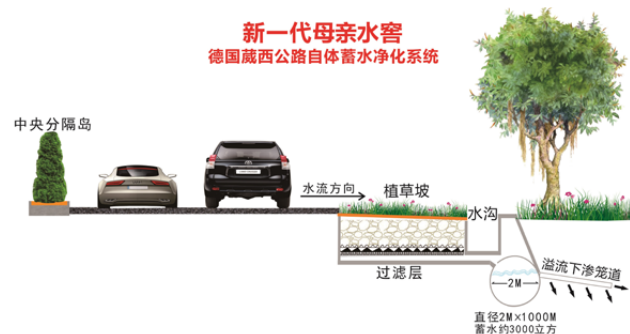 新一代母亲水窖
德国葳西公路自体蓄水净化系统
中央分隔岛
水流方向
植草坡
水沟
过滤层
2M
溢流下渗笼道
直径2M×1000M
蓄水约3000立方